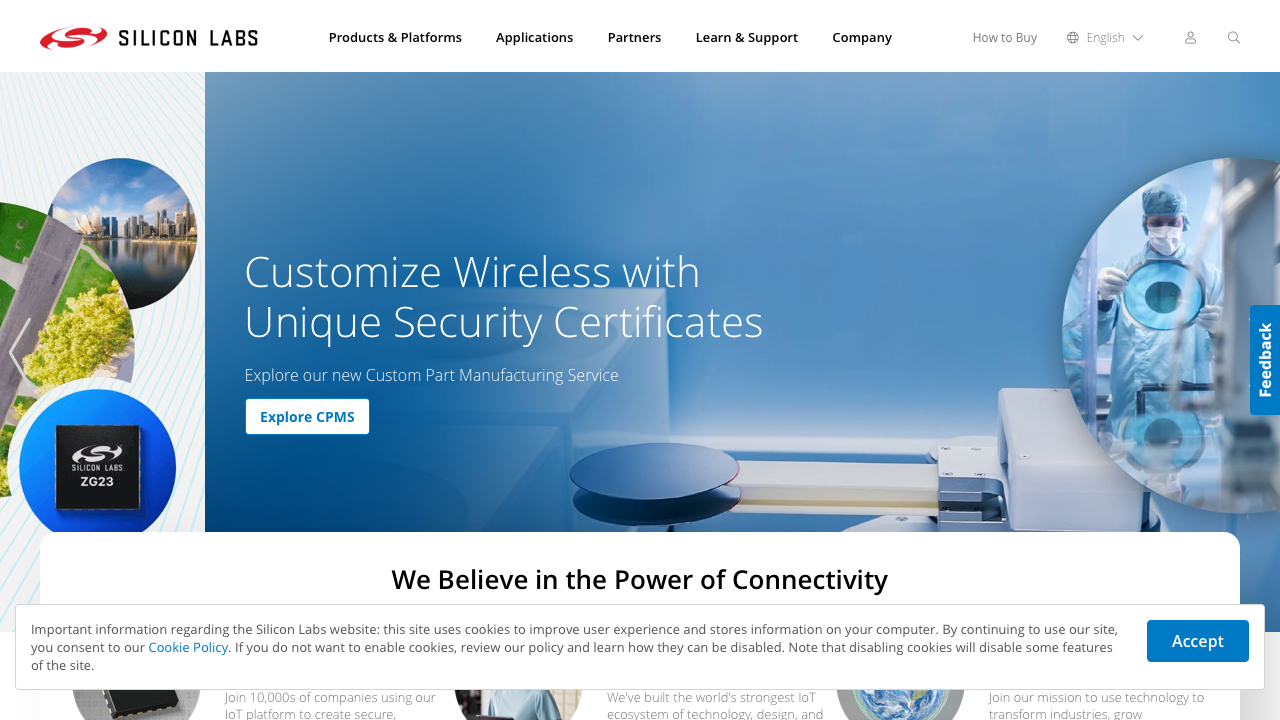 SILICON LABS
Products & Platforms
Applications
Partners
Learn & Support
Company
How to Buy
English
Customize Wireless with
Unique Security Certificates
Explore our new Custom Part Manufacturing Service
Explore CPMS
SILICON LABS
ZG23
Feedback
We Believe in the Power of Connectivity
Important information regarding the Silicon Labs website: this site uses cookies to improve user experience and stores information on your computer. By continuing to use our site,
you consent to our Cookie Policy. If you do not want to enable cookies, review our policy and learn how they can be disabled. Note that disabling cookies will disable some features
of the site.
Accept
Join 10,000s of companies using our
IoT platform to create secure,
We've built the world's strongest IoT
ecosystem of technology, design, and
Join our mission to use technology to
transform industries, grow